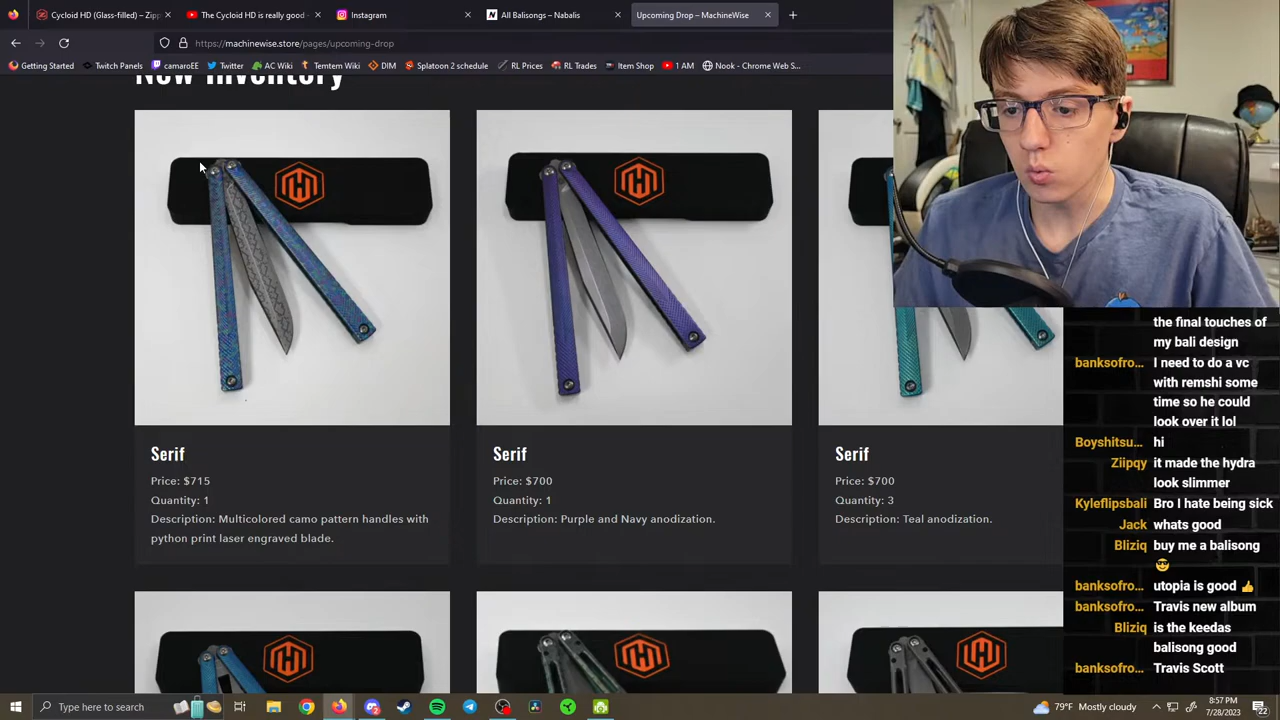 Cycloid HD (Glass-filled) – Zipp
The Cycloid HD is really good -
Instagram
All Balisongs – Nabalis
Upcoming Drop – MachineWise
https://machinewise.store/pages/upcoming-drop
Getting Started
Twitch Panels
camaroEE
Twitter
AC Wiki
Temtem Wiki
DIM
Splatoon 2 schedule
RL Prices
RL Trades
Item Shop
1 AM
Nook - Chrome Web S...
New Inventory
Serif
Price: $715
Quantity: 1
Description: Multicolored camo pattern handles with
python print laser engraved blade.
Serif
Price: $700
Quantity: 1
Description: Purple and Navy anodization.
Serif
Price: $700
Quantity: 3
Description: Teal anodization.
the final touches of
my bali design
banksofro... I need to do a vc
with remshi some
time so he could
look over it lol
Boyshitsu... hi
Ziipqy it made the hydra
look slimmer
Kyleflipsbali Bro I hate being sick
Jack whats good
Bliziq buy me a balisong
😎
banksofro... utopia is good 👍
banksofro... Travis new album
Bliziq is the keedas
balisong good
banksofro... Travis Scott
Type here to search
79°F Mostly cloudy
8:57 PM
7/28/2023
22